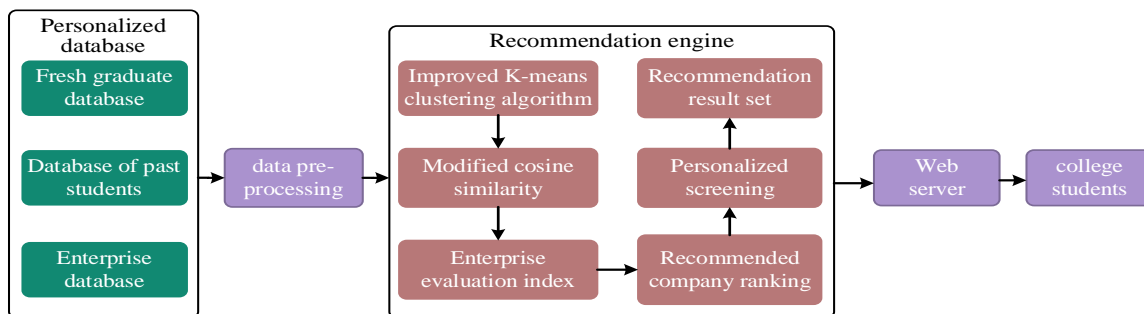 Personalized
database
Fresh graduate
database
Database of past
students
Enterprise
database
data pre-
processing
Recommendation engine
Improved K-means
clustering algorithm
Modified cosine
similarity
Enterprise
evaluation index
Recommended
company ranking
Personalized
screening
Recommendation
result set
Web
server
college
students